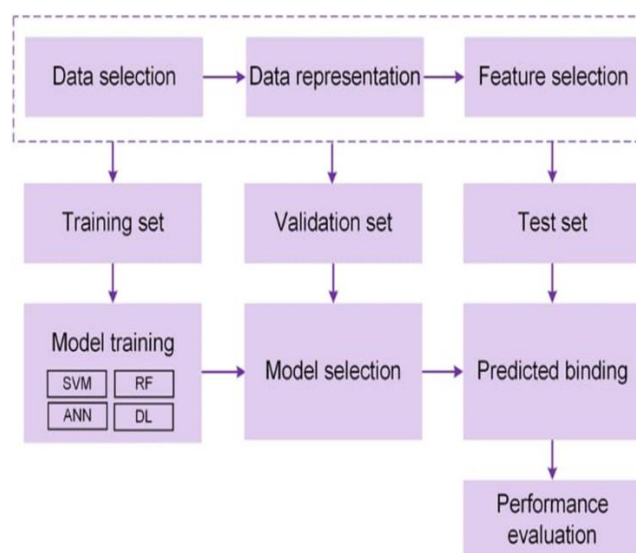 Data selection
Data representation
Feature selection
Training set
Validation set
Test set
Model training
SVM
RF
ANN
DL
Model selection
Predicted binding
Performance
evaluation